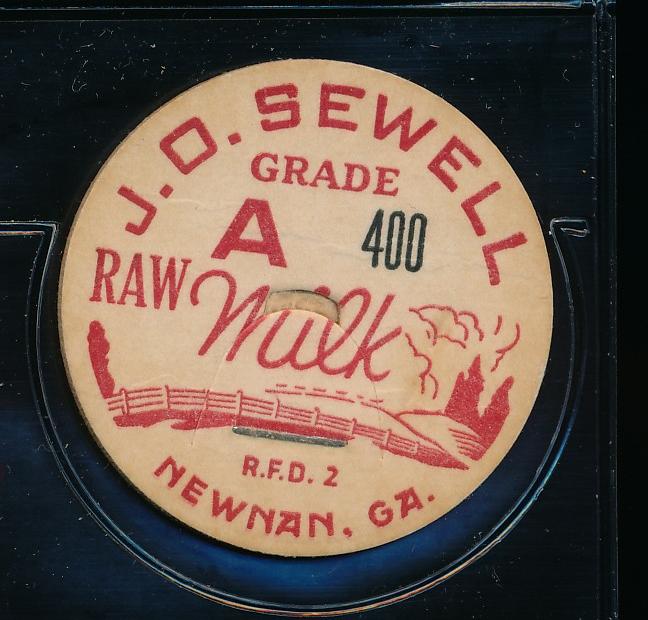 J.O. SEWELL
GRADE
A
400
RAW Milk
R.F.D. 2
NEWNAN, GA.